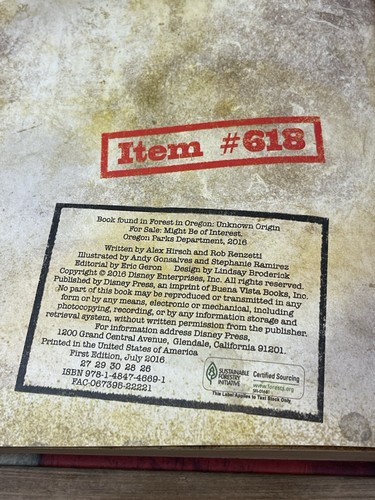 Item #618
Book found in Forest in Oregon: Unknown Origin
For Sale: Might Be of Interest.
Oregon Parks Department, 2016
Written by Alex Hirsch and Rob Renzetti
Illustrated by Andy Gonsalves and Stephanie Ramirez
Editorial by Eric Geron Design by Lindsay Broderick
Copyright © 2016 Disney Enterprises, Inc. All rights reserved.
Published by Disney Press, an imprint of Buena Vista Books, Inc.
No part of this book may be reproduced or transmitted in any
form or by any means, electronic or mechanical, including
photocopying, recording, or by any information storage and
retrieval system, without written permission from the publisher.
For information address Disney Press,
1200 Grand Central Avenue, Glendale, California 91201.
Printed in the United States of America
First Edition, July 2016
27 29 30 28 26
ISBN 978-1-4847-4669-1
FAC-067395-22221
SUSTAINABLE
FORESTRY
INITIATIVE
Certified Sourcing
www.forests.org
This Label Applies to Text Stock Only